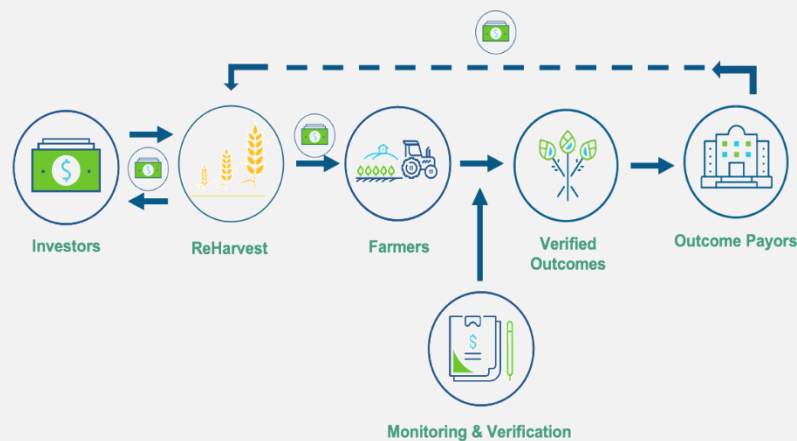 Investors
ReHarvest
Farmers
Verified
Outcomes
Outcome Payors
Monitoring & Verification
$
$
$
$
$